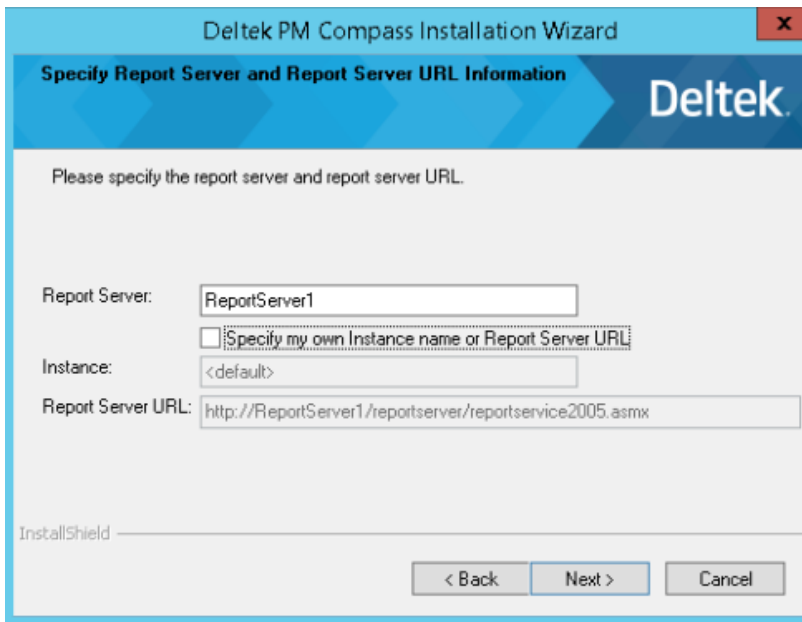 Deltek PM Compass Installation Wizard
x
Specify Report Server and Report Server URL Information
Deltek.
Please specify the report server and report server URL.
Report Server: ReportServer1
Specify my own Instance name or Report Server URL
Instance: <default>
Report Server URL: http://ReportServer1/reportserver/reportservice2005.asmx
InstallShield
< Back Next > Cancel